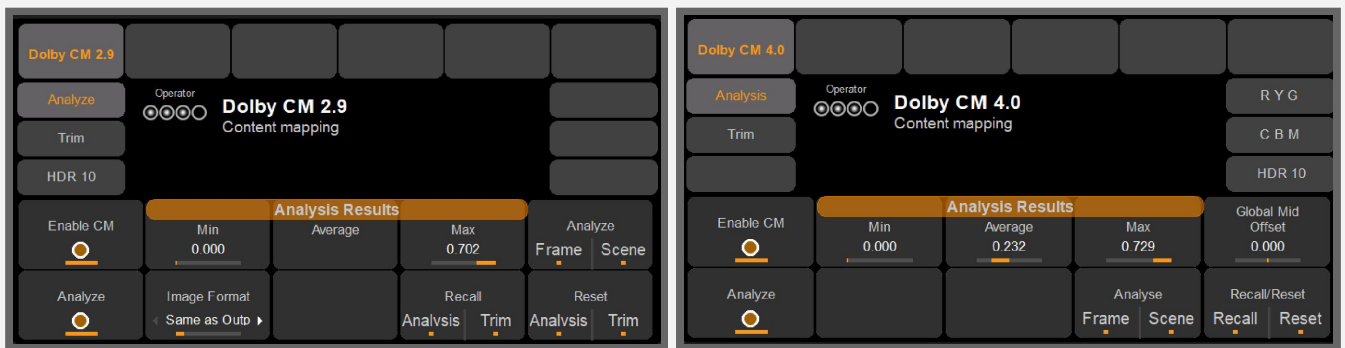 Dolby CM 2.9
Analyze
Trim
HDR 10
Operator
Dolby CM 2.9
Content mapping
Analysis Results
Enable CM
Min
0.000
Average
Max
0.702
Analyze
Frame Scene
Analyze
Image Format
Same as Outp
Recall
Analysis Trim
Reset
Analysis Trim
Dolby CM 4.0
Analysis
Trim
Operator
Dolby CM 4.0
Content mapping
R Y G
C B M
HDR 10
Analysis Results
Enable CM
Min
0.000
Average
0.232
Max
0.729
Global Mid
Offset
0.000
Analyze
Analyse
Frame Scene
Recall/Reset
Recall Reset